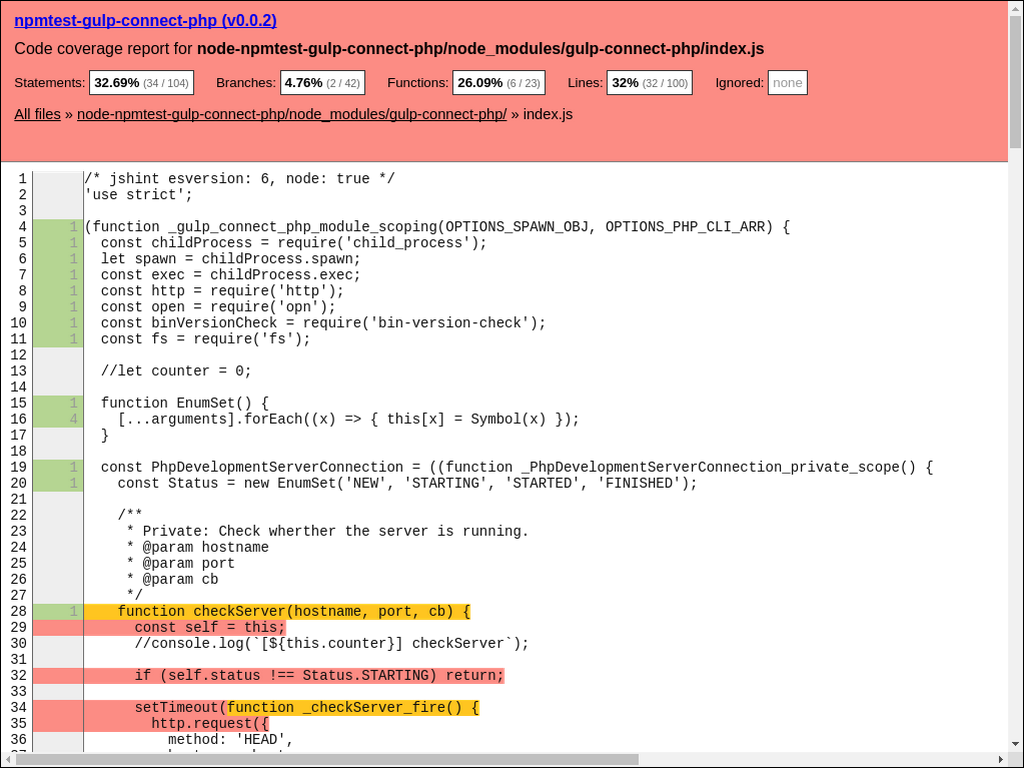 npmtest-gulp-connect-php (v0.0.2)
Code coverage report for node-npmtest-gulp-connect-php/node_modules/gulp-connect-php/index.js
Statements: 32.69% (34 / 104) Branches: 4.76% (2 / 42) Functions: 26.09% (6 / 23) Lines: 32% (32 / 100) Ignored: none
All files » node-npmtest-gulp-connect-php/node_modules/gulp-connect-php/ » index.js
1 /* jshint esversion: 6, node: true */
2 'use strict';
3
4 1 (function _gulp_connect_php_module_scoping(OPTIONS_SPAWN_OBJ, OPTIONS_PHP_CLI_ARR) {
5 1 const childProcess = require('child_process');
6 1 let spawn = childProcess.spawn;
7 1 const exec = childProcess.exec;
8 1 const http = require('http');
9 1 const open = require('opn');
10 1 const binVersionCheck = require('bin-version-check');
11 1 const fs = require('fs');
12
13 //let counter = 0;
14
15 1 function EnumSet() {
16 4 [...arguments].forEach((x) => { this[x] = Symbol(x) });
17 }
18
19 1 const PhpDevelopmentServerConnection = ((function _PhpDevelopmentServerConnection_private_scope() {
20 1 const Status = new EnumSet('NEW', 'STARTING', 'STARTED', 'FINISHED');
21
22 /**
23 * Private: Check wherther the server is running.
24 * @param hostname
25 * @param port
26 * @param cb
27 */
28 1 function checkServer(hostname, port, cb) {
29 const self = this;
30 //console.log(`[${this.counter}] checkServer`);
31
32 if (self.status !== Status.STARTING) return;
33
34 setTimeout(function _checkServer_fire() {
35 http.request({
36 method: 'HEAD',